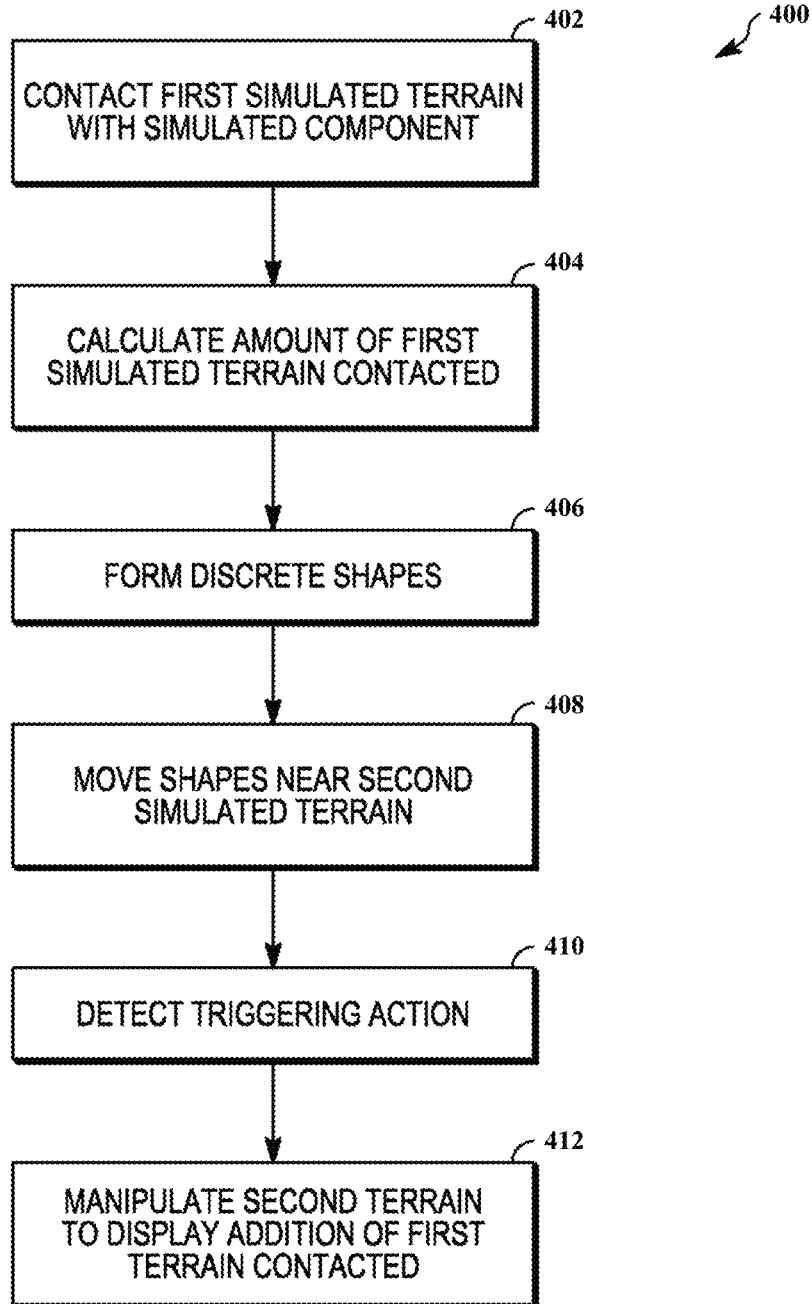 400
402
CONTACT FIRST SIMULATED TERRAIN
WITH SIMULATED COMPONENT
404
CALCULATE AMOUNT OF FIRST
SIMULATED TERRAIN CONTACTED
406
FORM DISCRETE SHAPES
408
MOVE SHAPES NEAR SECOND
SIMULATED TERRAIN
410
DETECT TRIGGERING ACTION
412
MANIPULATE SECOND TERRAIN
TO DISPLAY ADDITION OF FIRST
TERRAIN CONTACTED